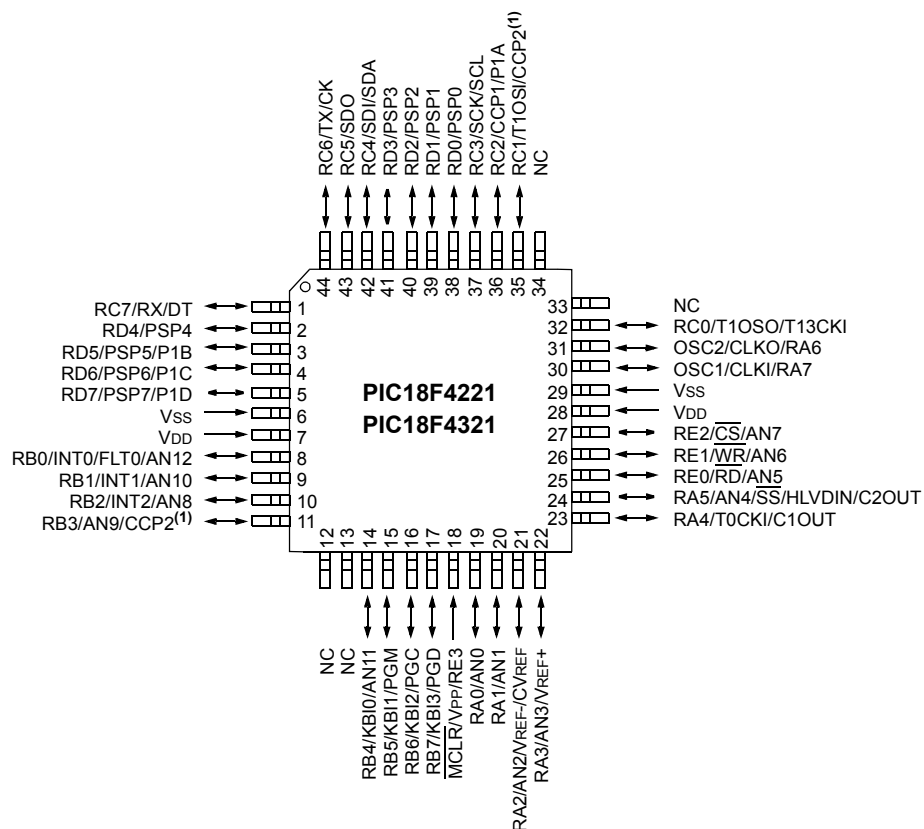 RC6/TX/CK
RC5/SDO
RC4/SDI/SDA
RD3/PSP3
RD2/PSP2
RD1/PSP1
RD0/PSP0
RC3/SCK/SCL
RC2/CCP1/P1A
RC1/T1OSI/CCP2(1)
NC
44
43
42
41
40
39
38
37
36
35
34
RC7/RX/DT 1
RD4/PSP4 2
RD5/PSP5/P1B 3
RD6/PSP6/P1C 4
RD7/PSP7/P1D 5
VSS 6
VDD 7
RB0/INT0/FLT0/AN12 8
RB1/INT1/AN10 9
RB2/INT2/AN8 10
RB3/AN9/CCP2(1) 11
PIC18F4221
PIC18F4321
33 NC
32 RC0/T1OSO/T13CKI
31 OSC2/CLKO/RA6
30 OSC1/CLKI/RA7
29 VSS
28 VDD
27 RE2/CS/AN7
26 RE1/WR/AN6
25 RE0/RD/AN5
24 RA5/AN4/SS/HLVDIN/C2OUT
23 RA4/T0CKI/C1OUT
12
13
14
15
16
17
18
19
20
21
22
NC
NC
RB4/KBI0/AN11
RB5/KBI1/PGM
RB6/KBI2/PGC
RB7/KBI3/PGD
MCLR/VPP/RE3
RA0/AN0
RA1/AN1
RA2/AN2/VREF-/CVREF
RA3/AN3/VREF+